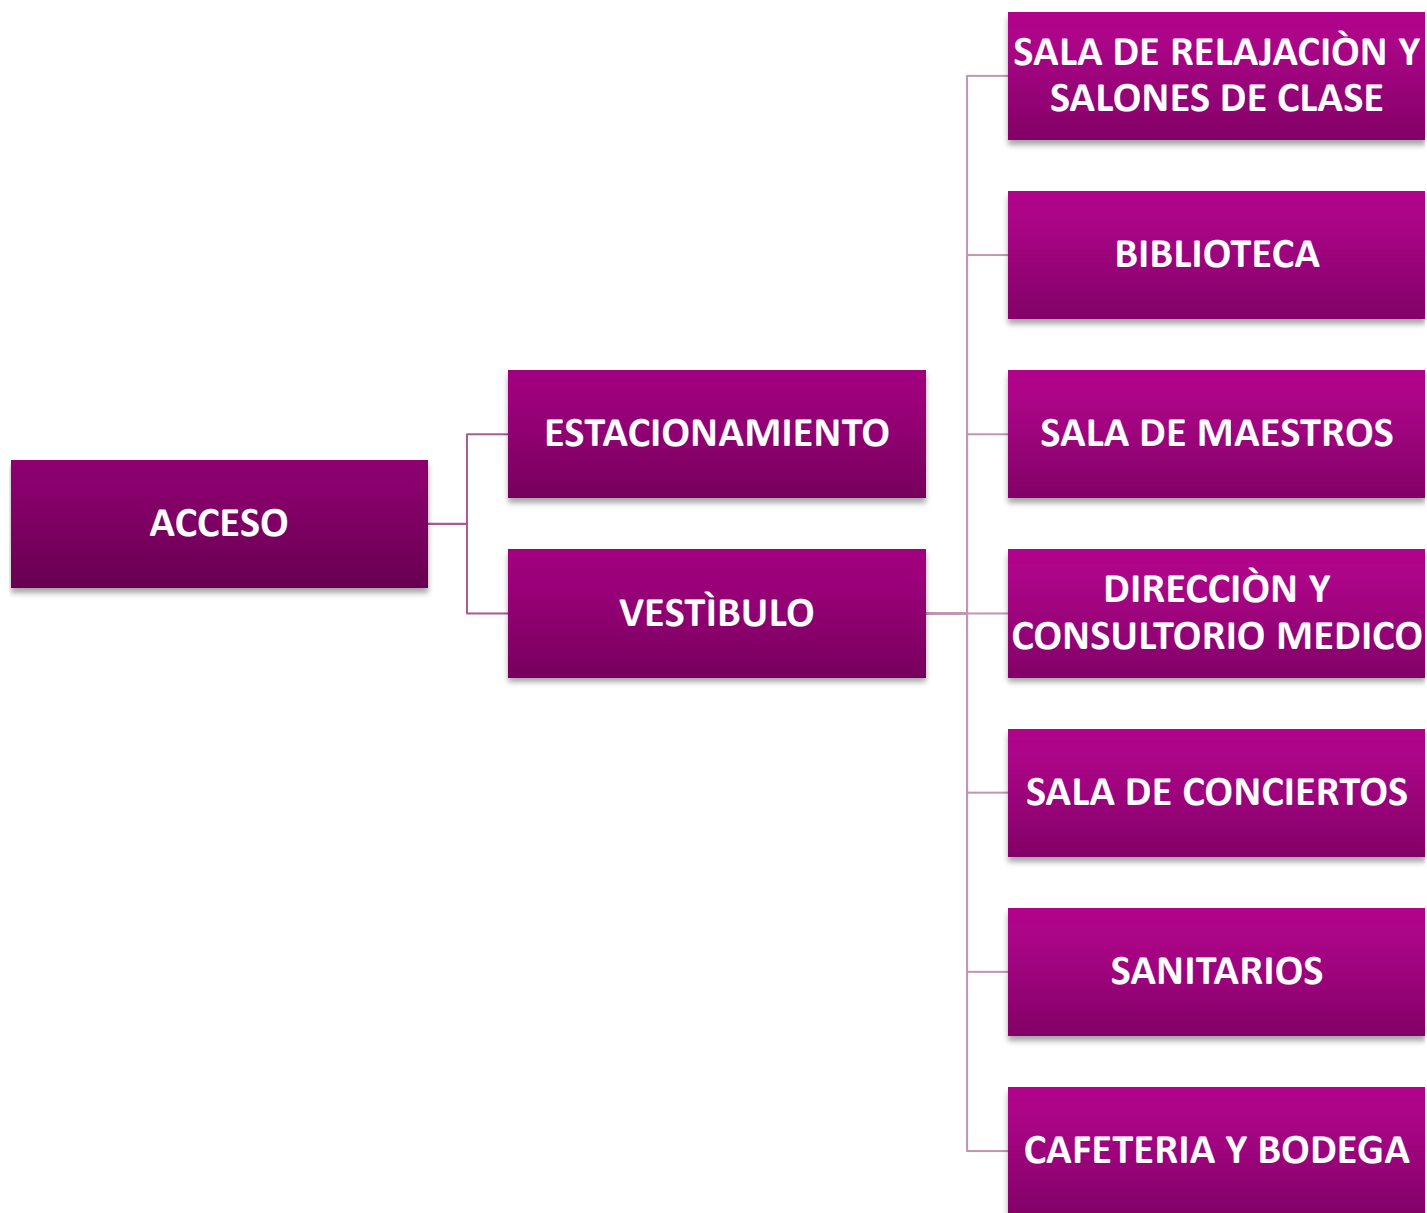 ACCESO
ESTACIONAMIENTO
VESTÌBULO
SALA DE RELAJACIÒN Y
SALONES DE CLASE
BIBLIOTECA
SALA DE MAESTROS
DIRECCIÒN Y
CONSULTORIO MEDICO
SALA DE CONCIERTOS
SANITARIOS
CAFETERIA Y BODEGA